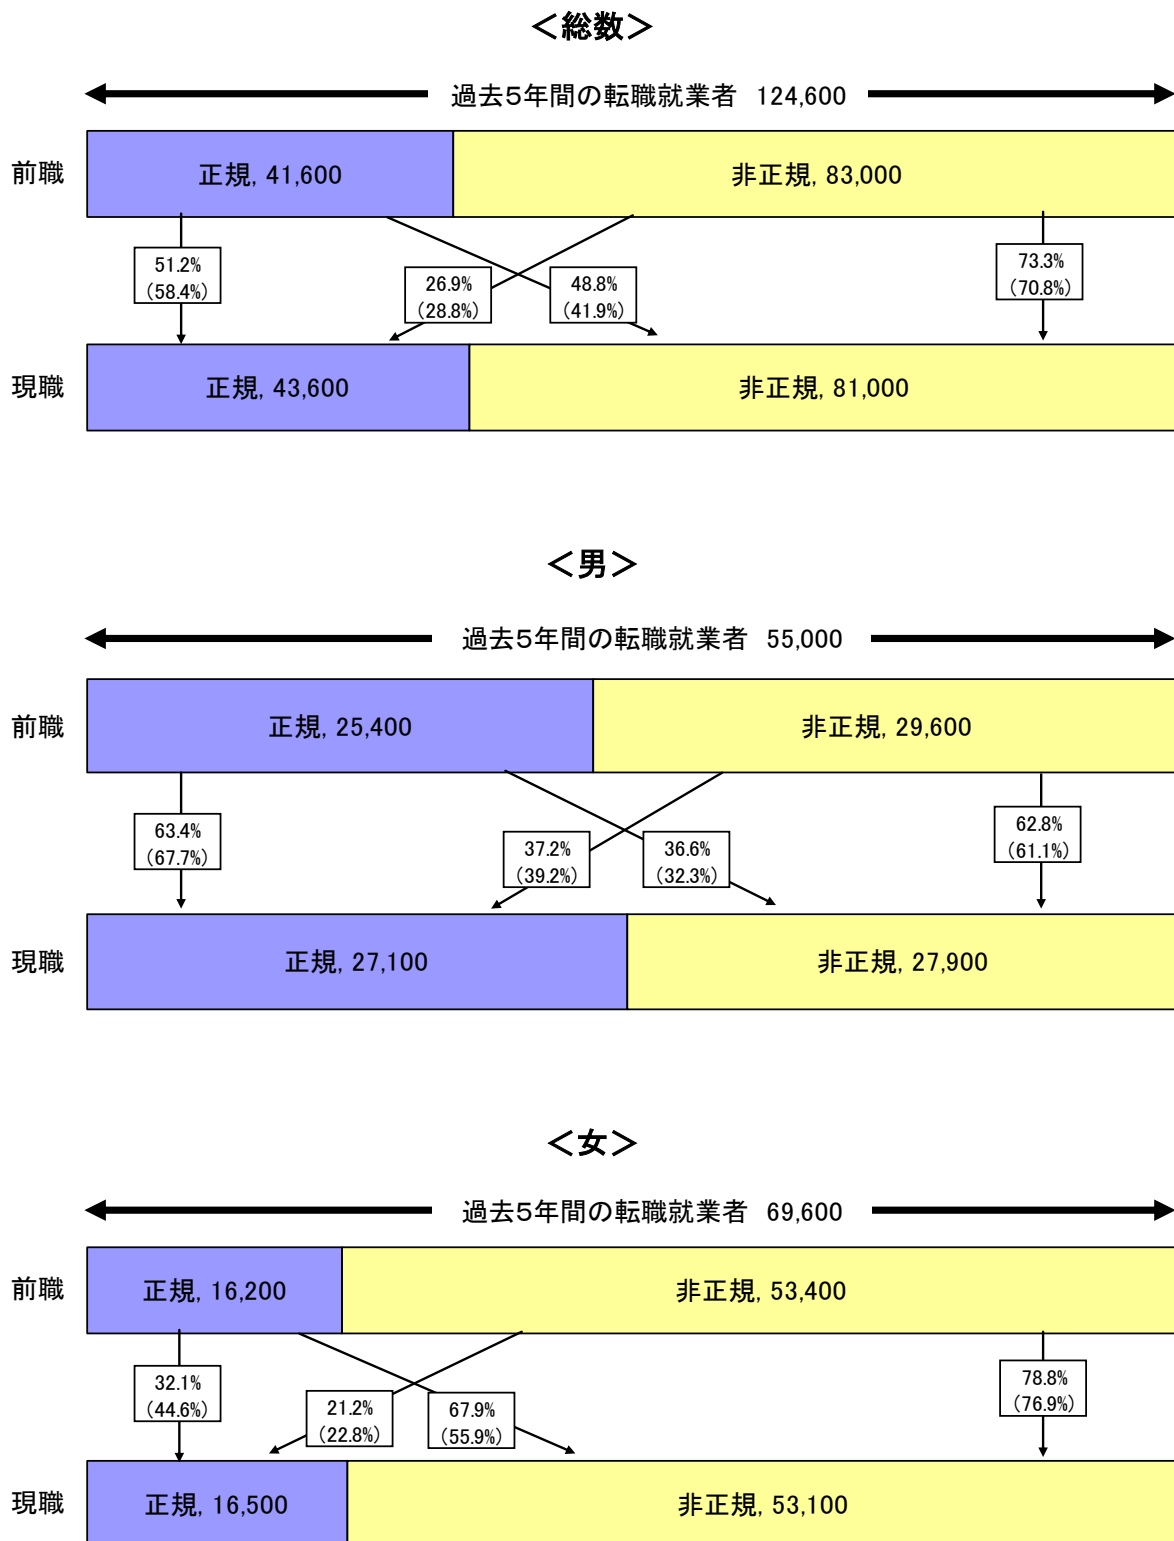 ＜総数＞
過去５年間の転職就業者 124,600
前職
正規, 41,600
非正規, 83,000
51.2%
(58.4%)
26.9%
(28.8%)
48.8%
(41.9%)
73.3%
(70.8%)
現職
正規, 43,600
非正規, 81,000
＜男＞
過去５年間の転職就業者 55,000
前職
正規, 25,400
非正規, 29,600
63.4%
(67.7%)
37.2%
(39.2%)
36.6%
(32.3%)
62.8%
(61.1%)
現職
正規, 27,100
非正規, 27,900
＜女＞
過去５年間の転職就業者 69,600
前職
正規, 16,200
非正規, 53,400
32.1%
(44.6%)
21.2%
(22.8%)
67.9%
(55.9%)
78.8%
(76.9%)
現職
正規, 16,500
非正規, 53,100